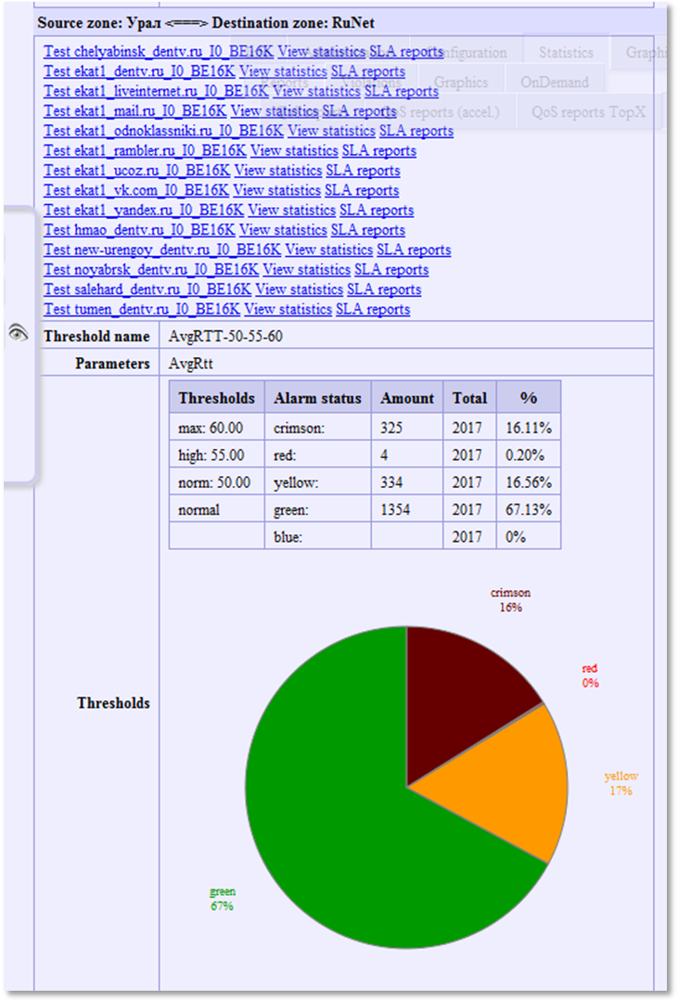 Source zone: Урал <===> Destination zone: RuNet
Test chelyabinsk_dentv.ru_I0_BE16K View statistics SLA reports
Test ekat1_dentv.ru_I0_BE16K View statistics SLA reports
Test ekat1_liveinternet.ru_I0_BE16K View statistics SLA reports
Test ekat1_mail.ru_I0_BE16K View statistics SLA reports
Test ekat1_odnoklassniki.ru_I0_BE16K View statistics SLA reports
Test ekat1_rambler.ru_I0_BE16K View statistics SLA reports
Test ekat1_ucoz.ru_I0_BE16K View statistics SLA reports
Test ekat1_vk.com_I0_BE16K View statistics SLA reports
Test ekat1_yandex.ru_I0_BE16K View statistics SLA reports
Test hmao_dentv.ru_I0_BE16K View statistics SLA reports
Test new-urengoy_dentv.ru_I0_BE16K View statistics SLA reports
Test noyabrsk_dentv.ru_I0_BE16K View statistics SLA reports
Test salehard_dentv.ru_I0_BE16K View statistics SLA reports
Test tumen_dentv.ru_I0_BE16K View statistics SLA reports
Configuration Statistics Graphi
Reports Violations Graphics OnDemand
QoS reports (accel.) QoS reports TopX
Threshold name AvgRTT-50-55-60
Parameters AvgRtt
Thresholds
Thresholds Alarm status Amount Total %
max: 60.00 crimson: 325 2017 16.11%
high: 55.00 red: 4 2017 0.20%
norm: 50.00 yellow: 334 2017 16.56%
normal green: 1354 2017 67.13%
blue: 2017 0%
crimson
16%
red
0%
yellow
17%
green
67%